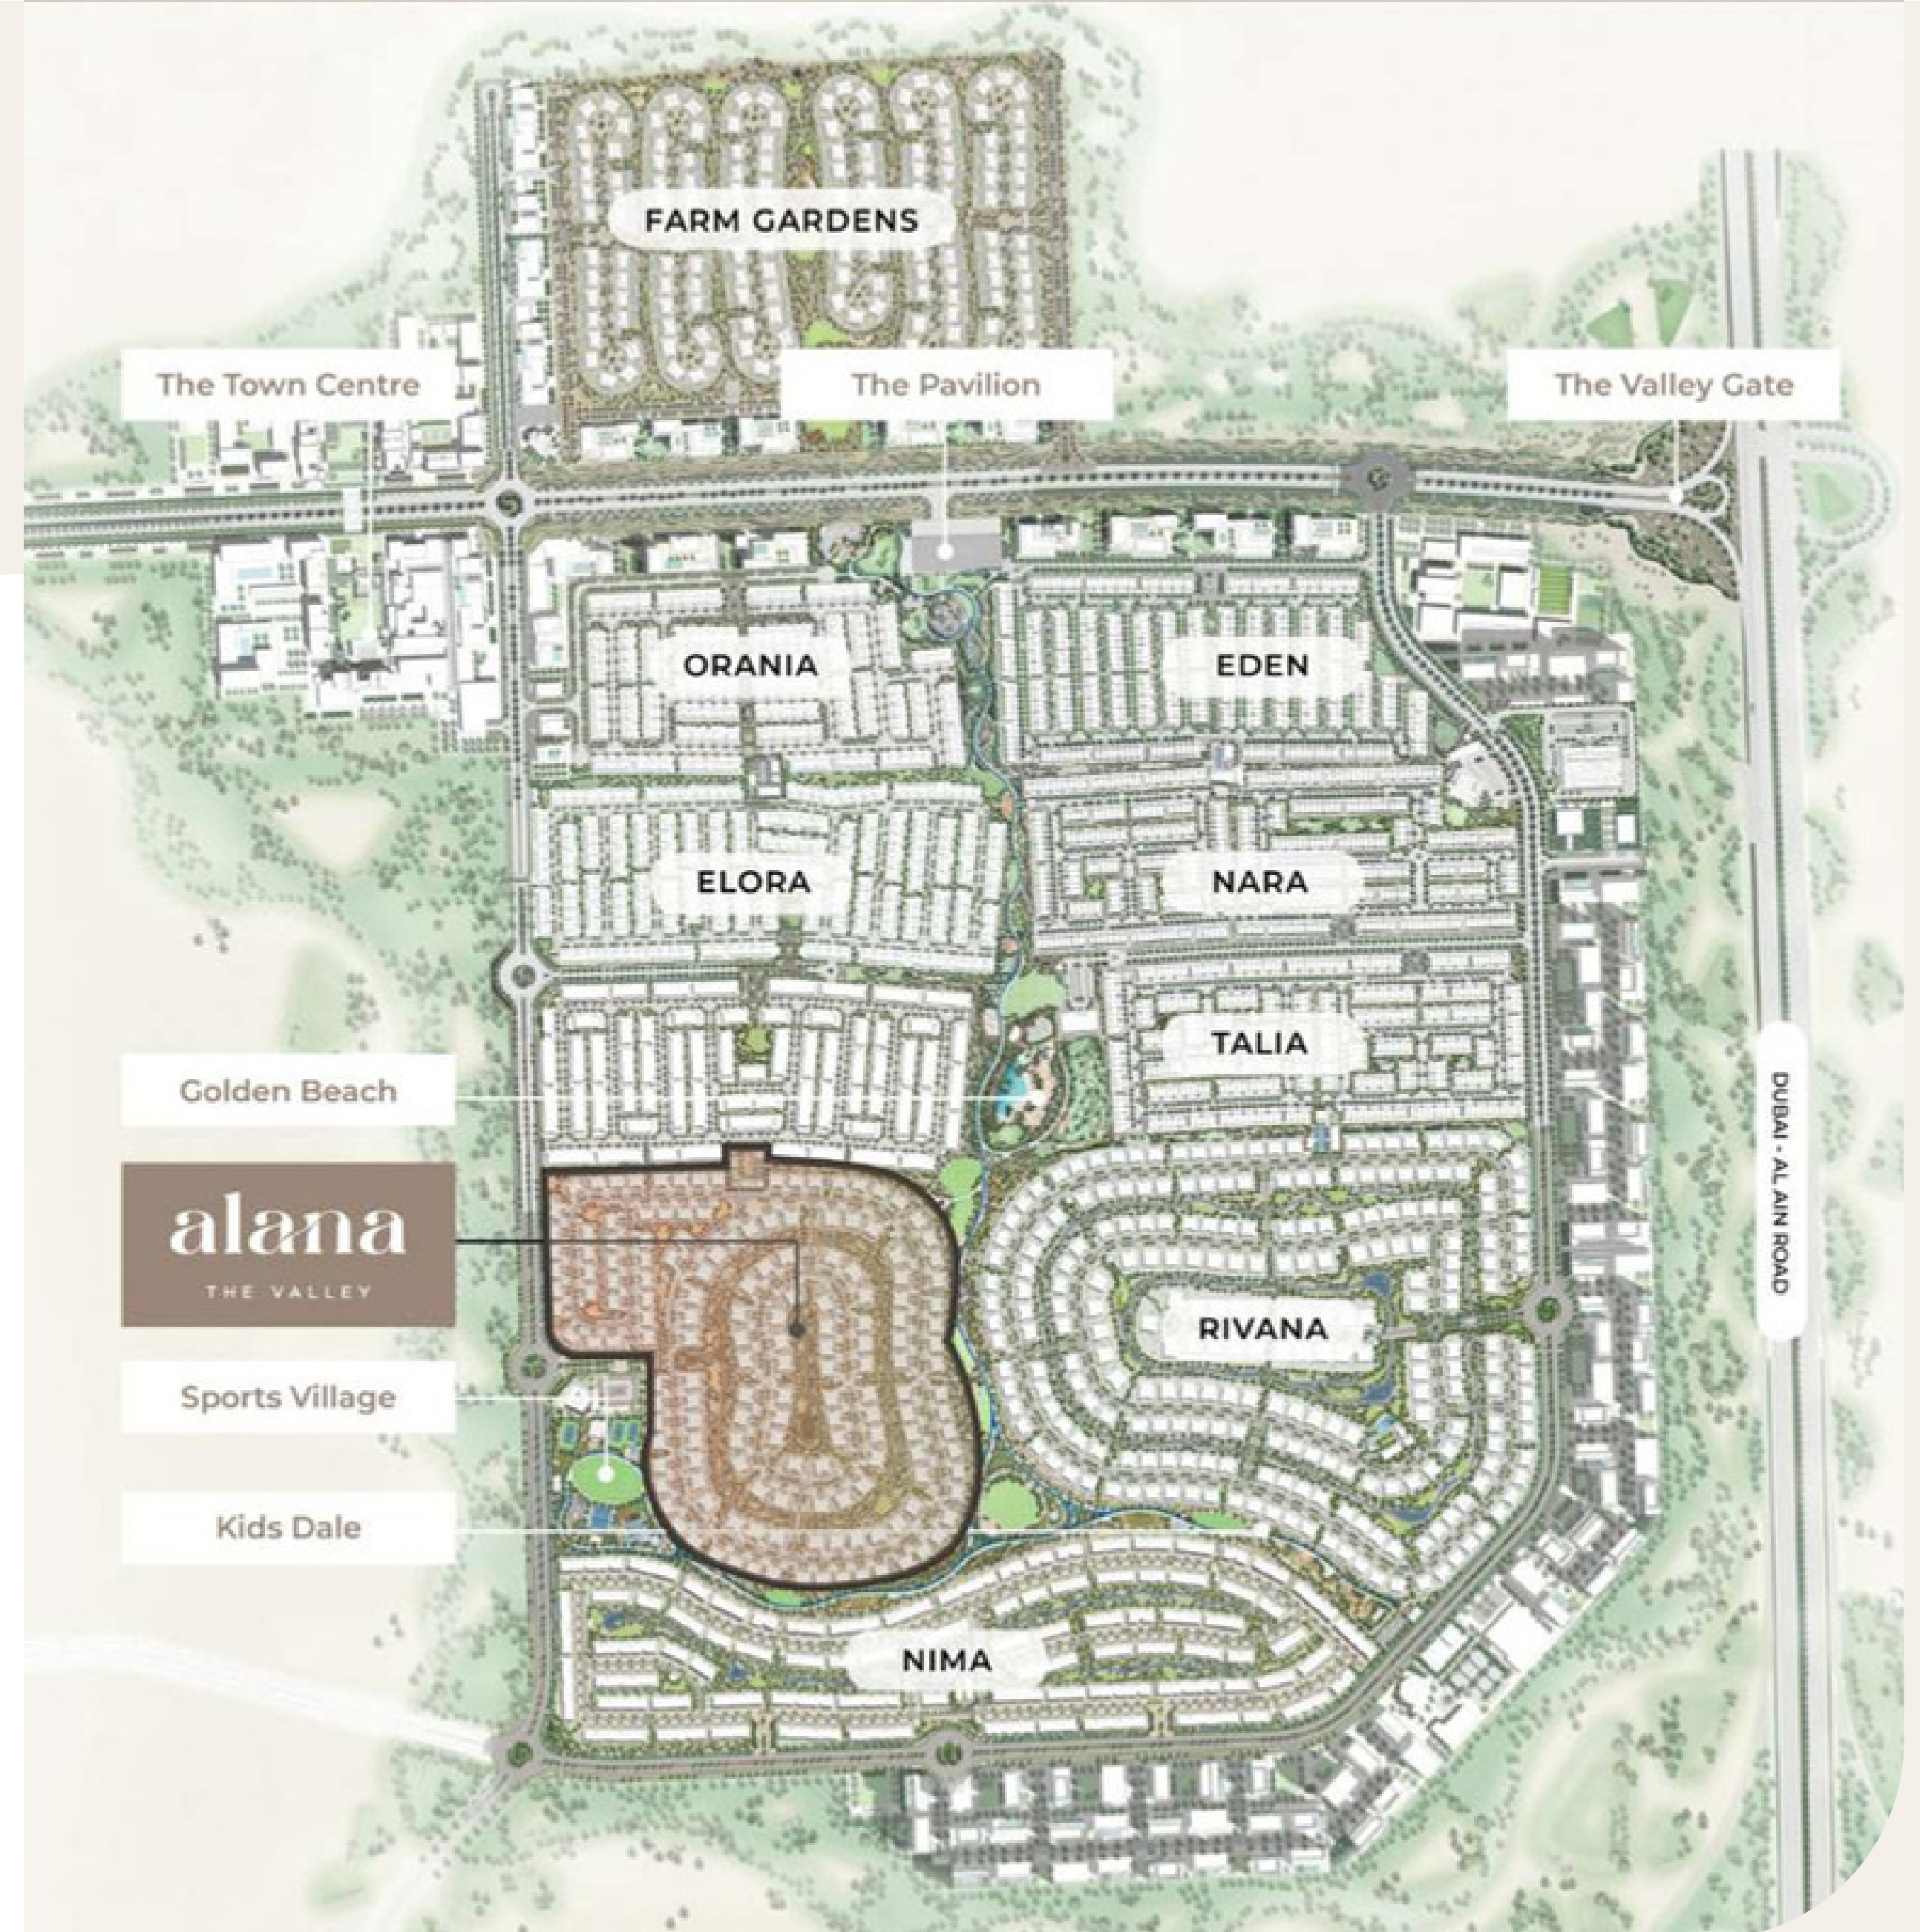 FARM GARDENS
The Town Centre
The Pavilion
The Valley Gate
ORANIA
EDEN
ELORA
NARA
TALIA
Golden Beach
alana
THE VALLEY
DUBAI - AL AIN ROAD
RIVANA
Sports Village
Kids Dale
NIMA